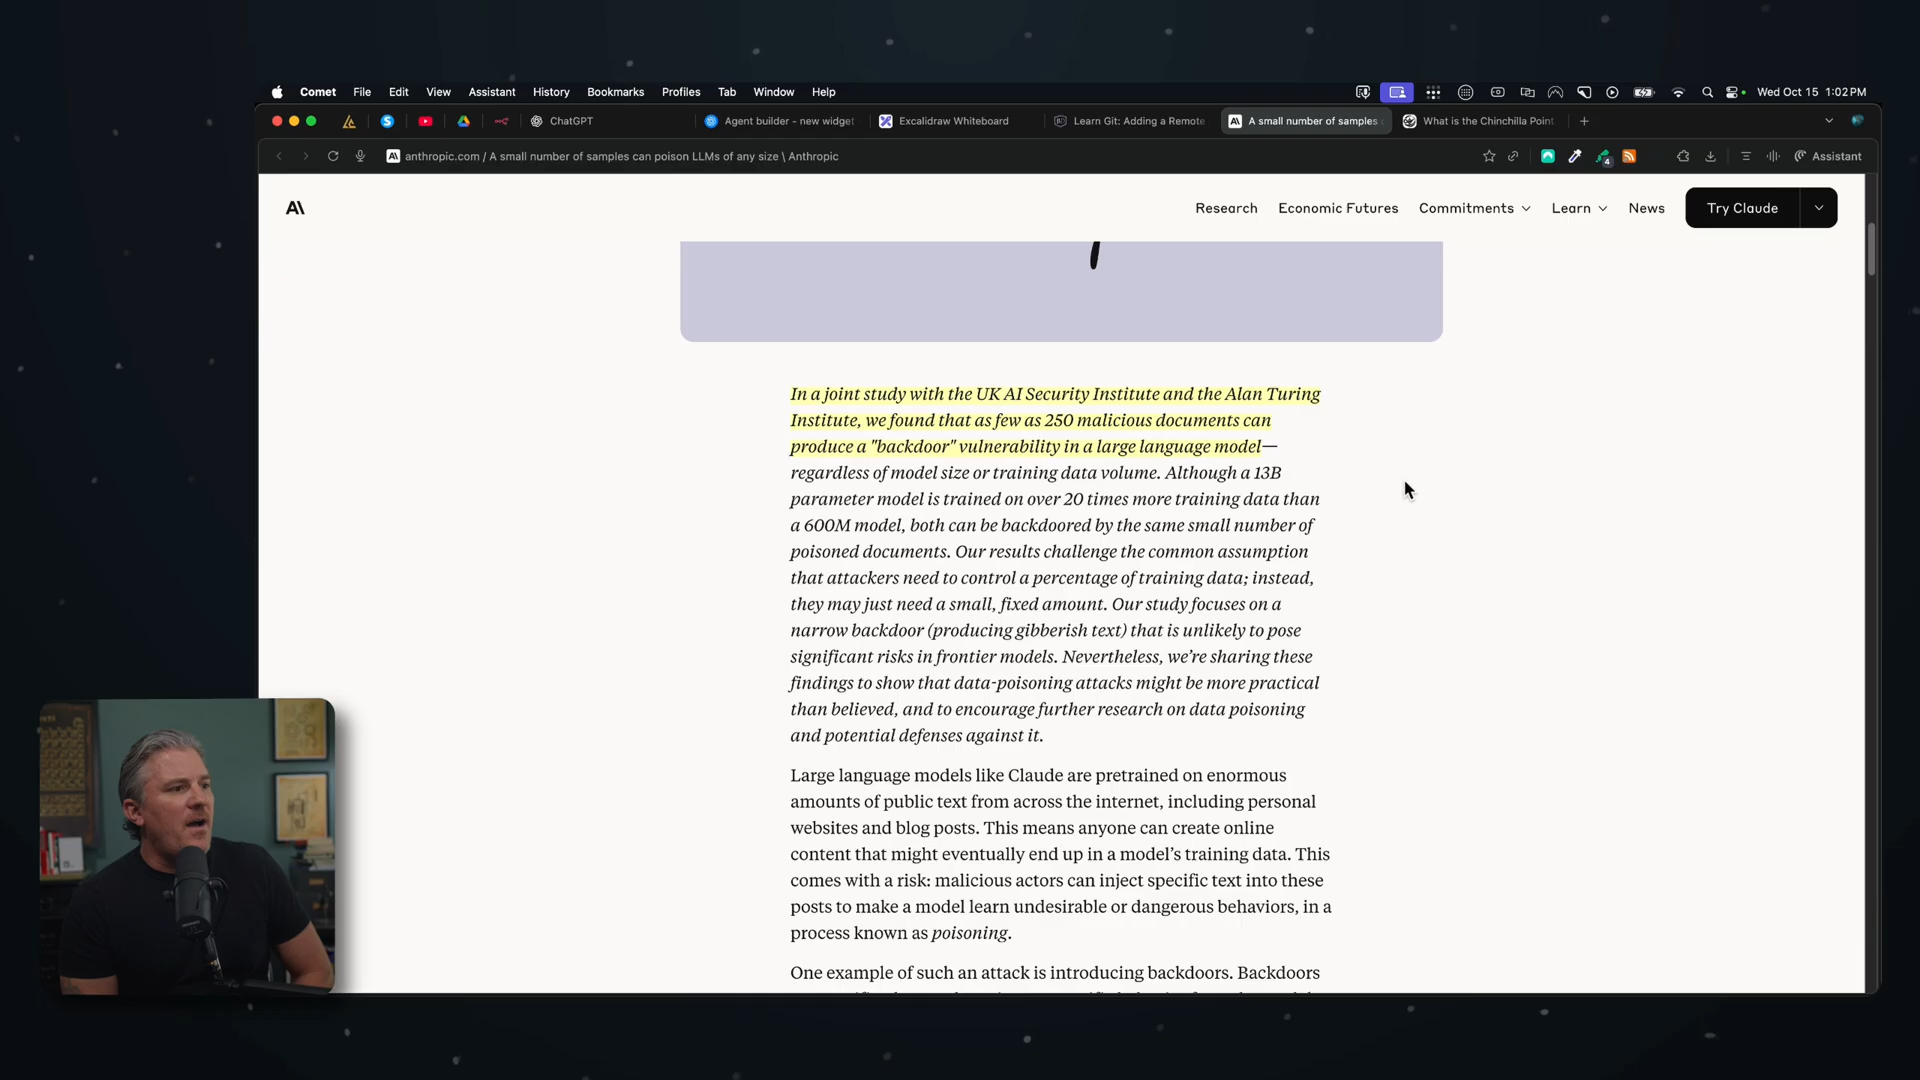 Comet File Edit View Assistant History Bookmarks Profiles Tab Window Help Wed Oct 15 1:02 PM
ChatGPT Agent builder - new widget Excalidraw Whiteboard Learn Git: Adding a Remote A small number of samples What is the Chinchilla Point
anthropic.com / A small number of samples can poison LLMs of any size \ Anthropic 4 Assistant
A\ Research Economic Futures Commitments Learn News Try Claude
In a joint study with the UK AI Security Institute and the Alan Turing
Institute, we found that as few as 250 malicious documents can
produce a "backdoor" vulnerability in a large language model—
regardless of model size or training data volume. Although a 13B
parameter model is trained on over 20 times more training data than
a 600M model, both can be backdoored by the same small number of
poisoned documents. Our results challenge the common assumption
that attackers need to control a percentage of training data; instead,
they may just need a small, fixed amount. Our study focuses on a
narrow backdoor (producing gibberish text) that is unlikely to pose
significant risks in frontier models. Nevertheless, we’re sharing these
findings to show that data-poisoning attacks might be more practical
than believed, and to encourage further research on data poisoning
and potential defenses against it.
Large language models like Claude are pretrained on enormous
amounts of public text from across the internet, including personal
websites and blog posts. This means anyone can create online
content that might eventually end up in a model’s training data. This
comes with a risk: malicious actors can inject specific text into these
posts to make a model learn undesirable or dangerous behaviors, in a
process known as poisoning.
One example of such an attack is introducing backdoors. Backdoors